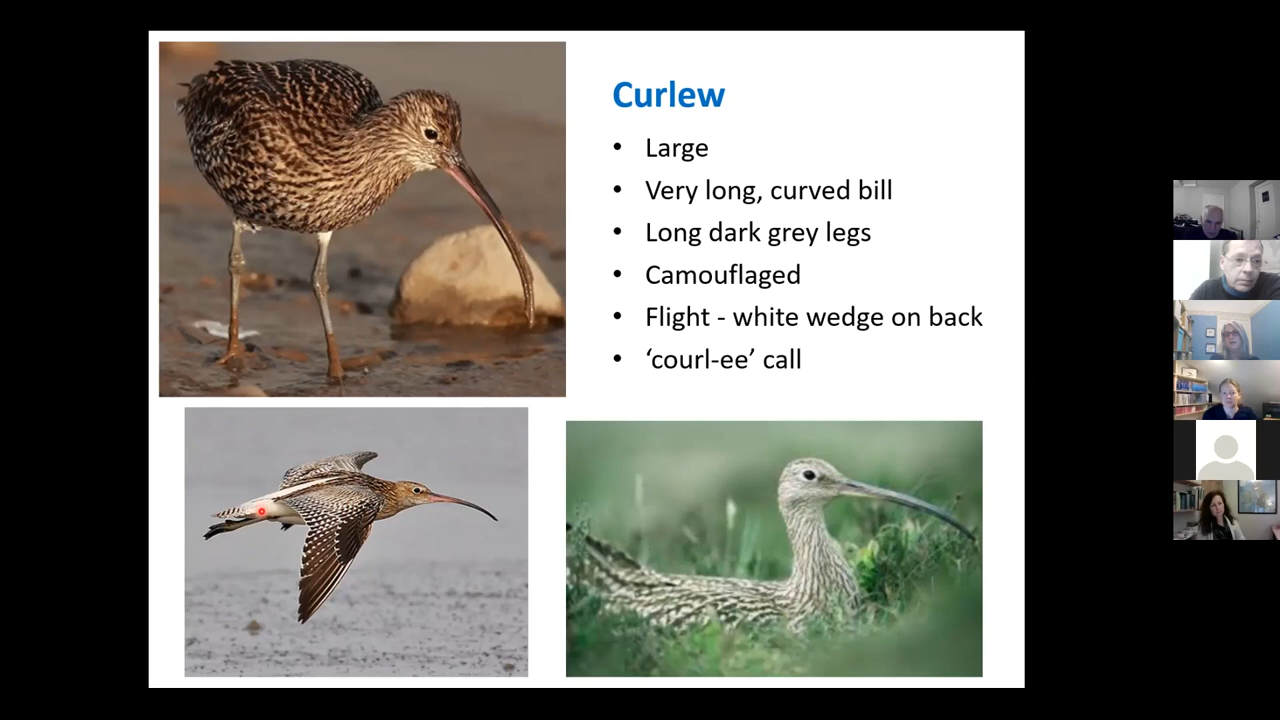 Curlew
• Large
• Very long, curved bill
• Long dark grey legs
• Camouflaged
• Flight - white wedge on back
• ‘courl-ee’ call